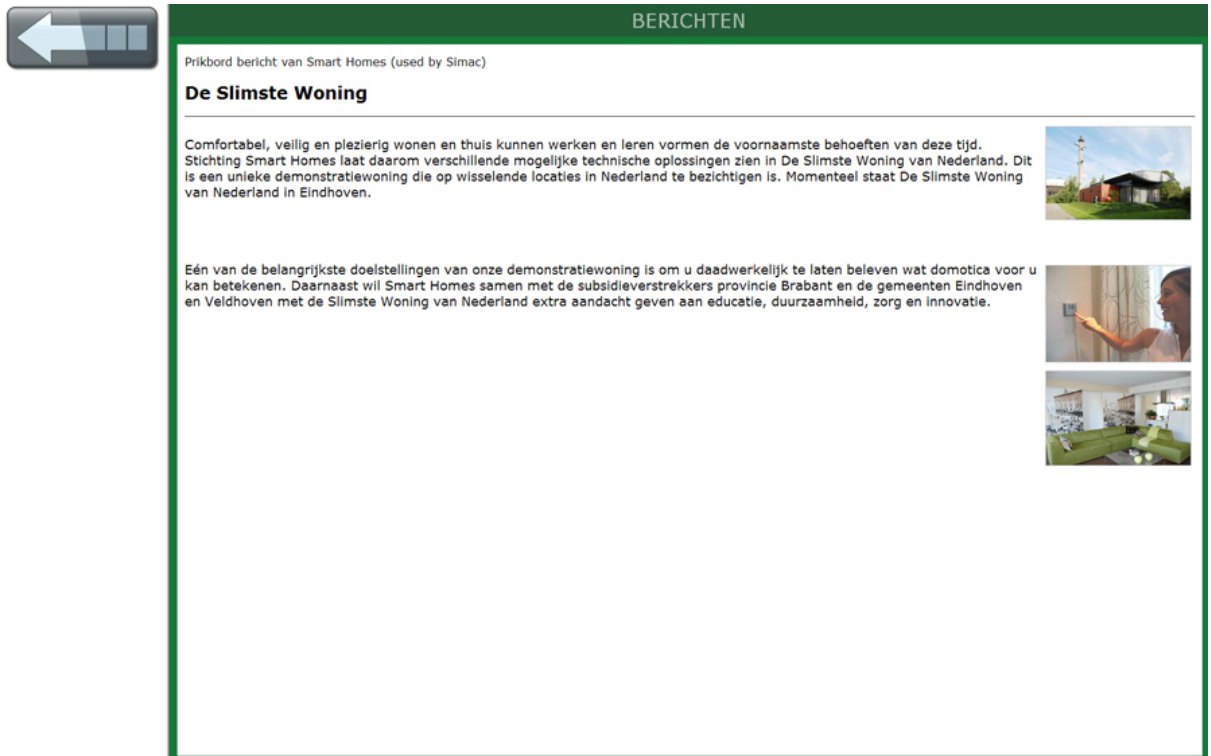 BERICHTEN
Prikbord bericht van Smart Homes (used by Simac)
De Slimste Woning
Comfortabel, veilig en plezierig wonen en thuis kunnen werken en leren vormen de voornaamste behoeften van deze tijd.
Stichting Smart Homes laat daarom verschillende mogelijke technische oplossingen zien in De Slimste Woning van Nederland. Dit
is een unieke demonstratiewoning die op wisselende locaties in Nederland te bezichtigen is. Momenteel staat De Slimste Woning
van Nederland in Eindhoven.
Eén van de belangrijkste doelstellingen van onze demonstratiewoning is om u daadwerkelijk te laten beleven wat domotica voor u
kan betekenen. Daarnaast wil Smart Homes samen met de subsidieverstrekkers provincie Brabant en de gemeenten Eindhoven
en Veldhoven met de Slimste Woning van Nederland extra aandacht geven aan educatie, duurzaamheid, zorg en innovatie.